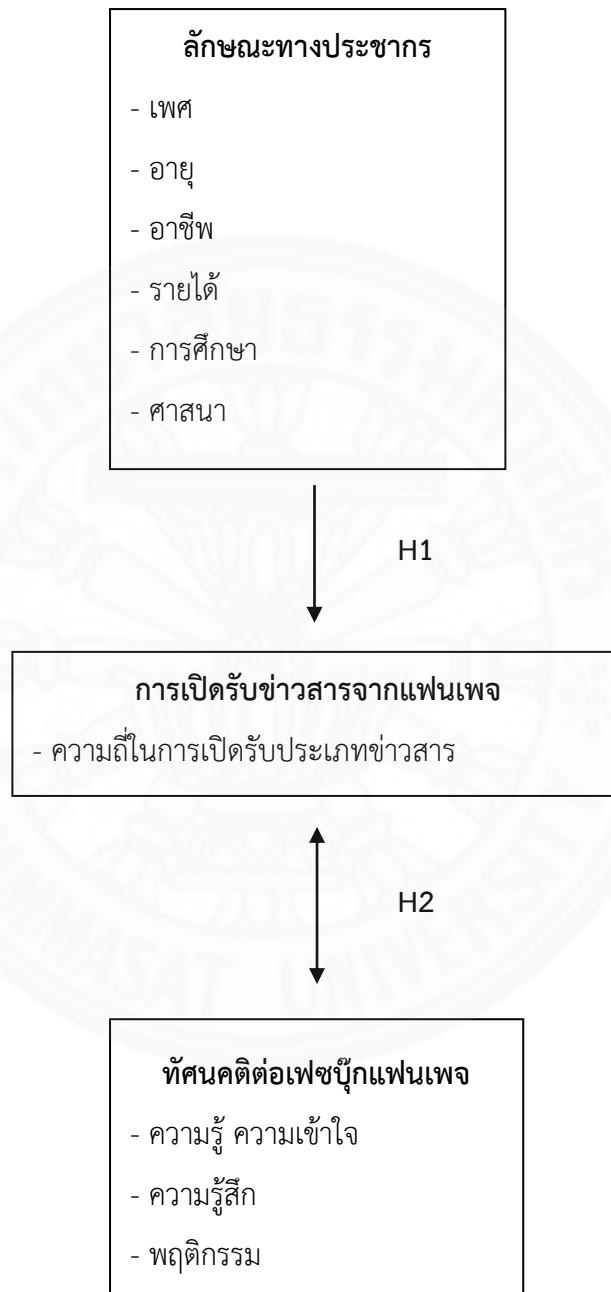 ลักษณะทางประชากร
- เพศ
- อายุ
- อาชีพ
- รายได้
- การศึกษา
- ศาสนา
H1
การเปิดรับข่าวสารจากแฟนเพจ
- ความถี่ในการเปิดรับประเภทข่าวสาร
H2
ทัศนคติต่อเฟซบุ๊กแฟนเพจ
- ความรู้ ความเข้าใจ
- ความรู้สึก
- พฤติกรรม